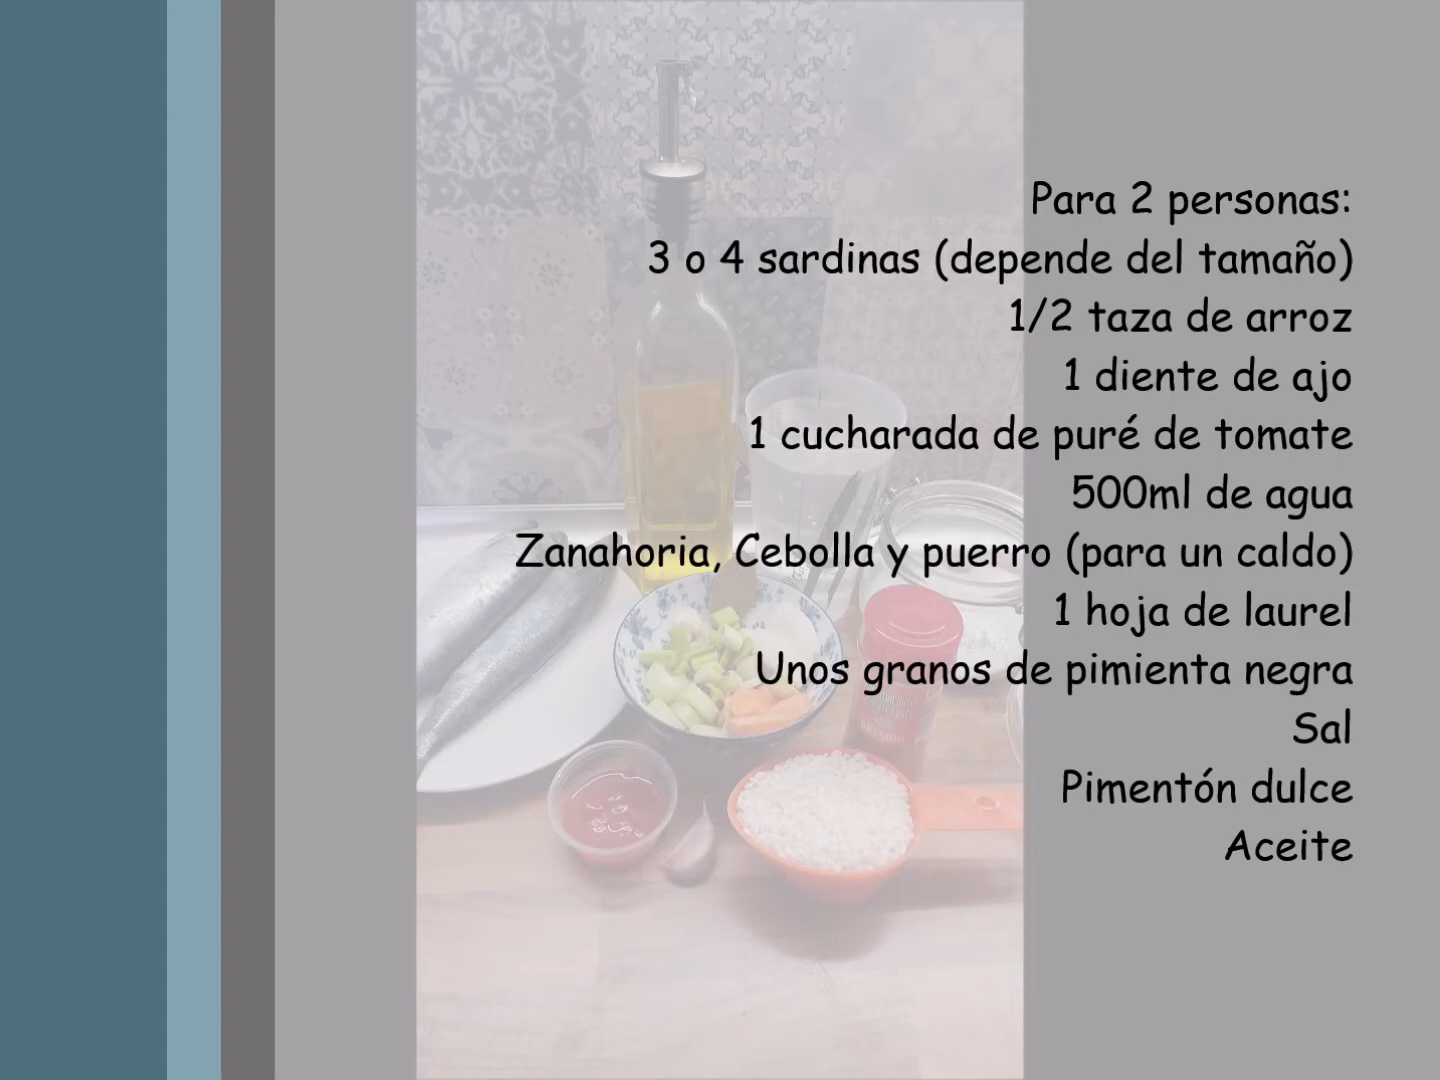 Para 2 personas:
3 o 4 sardinas (depende del tamaño)
1/2 taza de arroz
1 diente de ajo
1 cucharada de puré de tomate
500ml de agua
Zanahoria, Cebolla y puerro (para un caldo)
1 hoja de laurel
Unos granos de pimienta negra
Sal
Pimentón dulce
Aceite